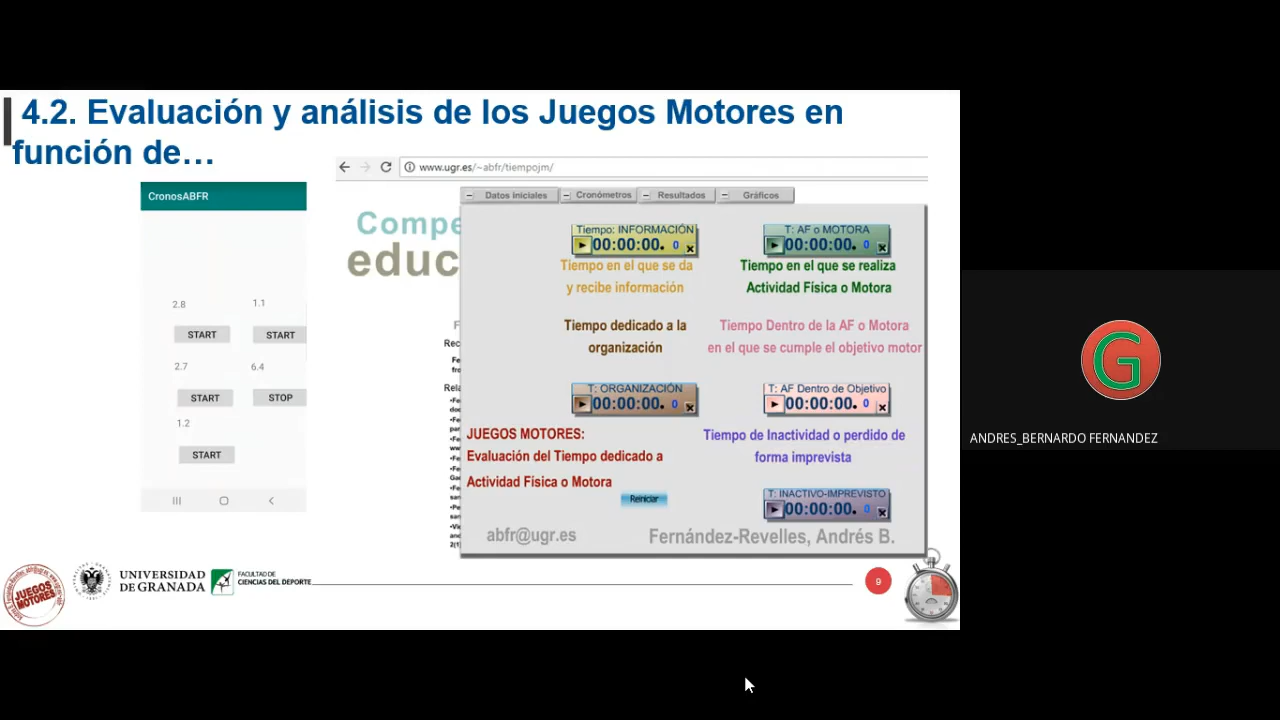 4.2. Evaluación y análisis de los Juegos Motores en
función de…
CronosABFR
2.8
1.1
START
START
2.7
6.4
START
STOP
1.2
START
www.ugr.es/~abfr/tiempojm/
Datos iniciales
Cronómetros
Resultados
Gráficos
Compe
educ
Tiempo: INFORMACIÓN
00:00:00. 0
Tiempo en el que se da
y recibe información
T: AF o MOTORA
00:00:00. 0
Tiempo en el que se realiza
Actividad Física o Motora
Tiempo dedicado a la
organización
Tiempo Dentro de la AF o Motora
en el que se cumple el objetivo motor
T: ORGANIZACIÓN
00:00:00. 0
T: AF Dentro de Objetivo
00:00:00. 0
JUEGOS MOTORES:
Evaluación del Tiempo dedicado a
Actividad Física o Motora
Reiniciar
Tiempo de Inactividad o perdido de
forma imprevista
T: INACTIVO-IMPREVISTO
00:00:00. 0
abfr@ugr.es
Fernández-Revelles, Andrés B.
JUEGOS
MOTORES
UNIVERSIDAD
DE GRANADA
FACULTAD DE
CIENCIAS DEL DEPORTE
9
G
ANDRES_BERNARDO FERNANDEZ